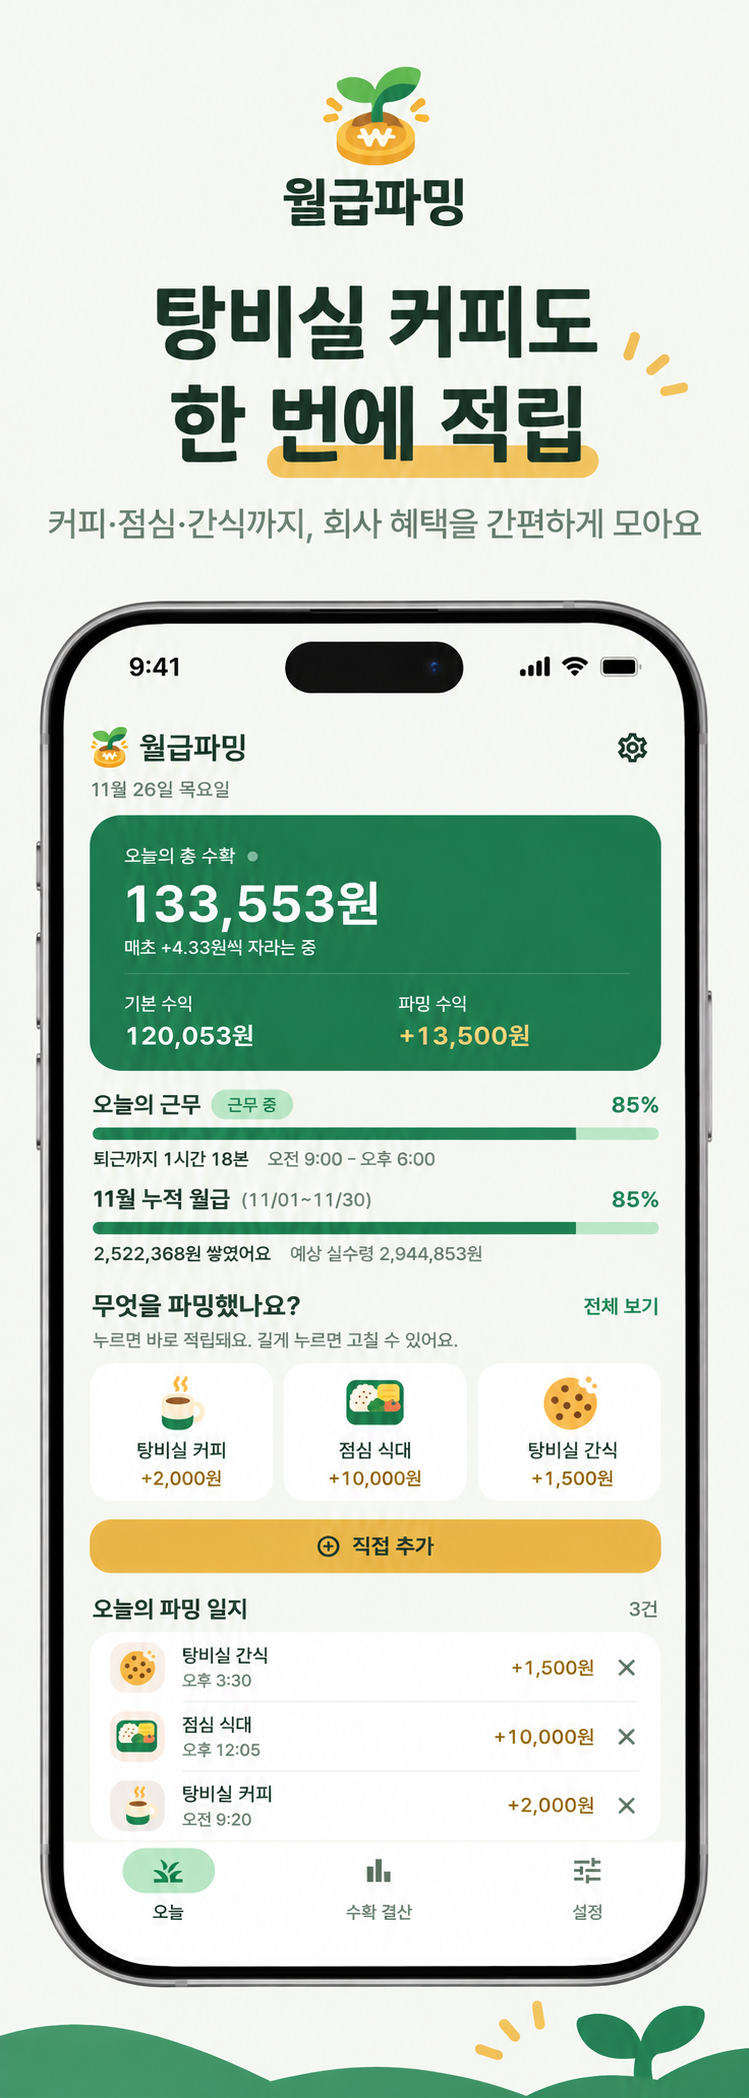 월급파밍
탕비실 커피도
한 번에 적립
커피·점심·간식까지, 회사 혜택을 간편하게 모아요
9:41
월급파밍
11월 26일 목요일
오늘의 총 수확
133,553원
매초 +4.33원씩 자라는 중
기본 수익 파밍 수익
120,053원 +13,500원
오늘의 근무 근무 중 85%
퇴근까지 1시간 18본 오전 9:00 - 오후 6:00
11월 누적 월급 (11/01~11/30) 85%
2,522,368원 쌓였어요 예상 실수령 2,944,853원
무엇을 파밍했나요? 전체 보기
누르면 바로 적립돼요. 길게 누르면 고칠 수 있어요.
탕비실 커피 점심 식대 탕비실 간식
+2,000원 +10,000원 +1,500원
직접 추가
오늘의 파밍 일지 3건
탕비실 간식
오후 3:30
+1,500원
점심 식대
오후 12:05
+10,000원
탕비실 커피
오전 9:20
+2,000원
오늘 수확 결산 설정